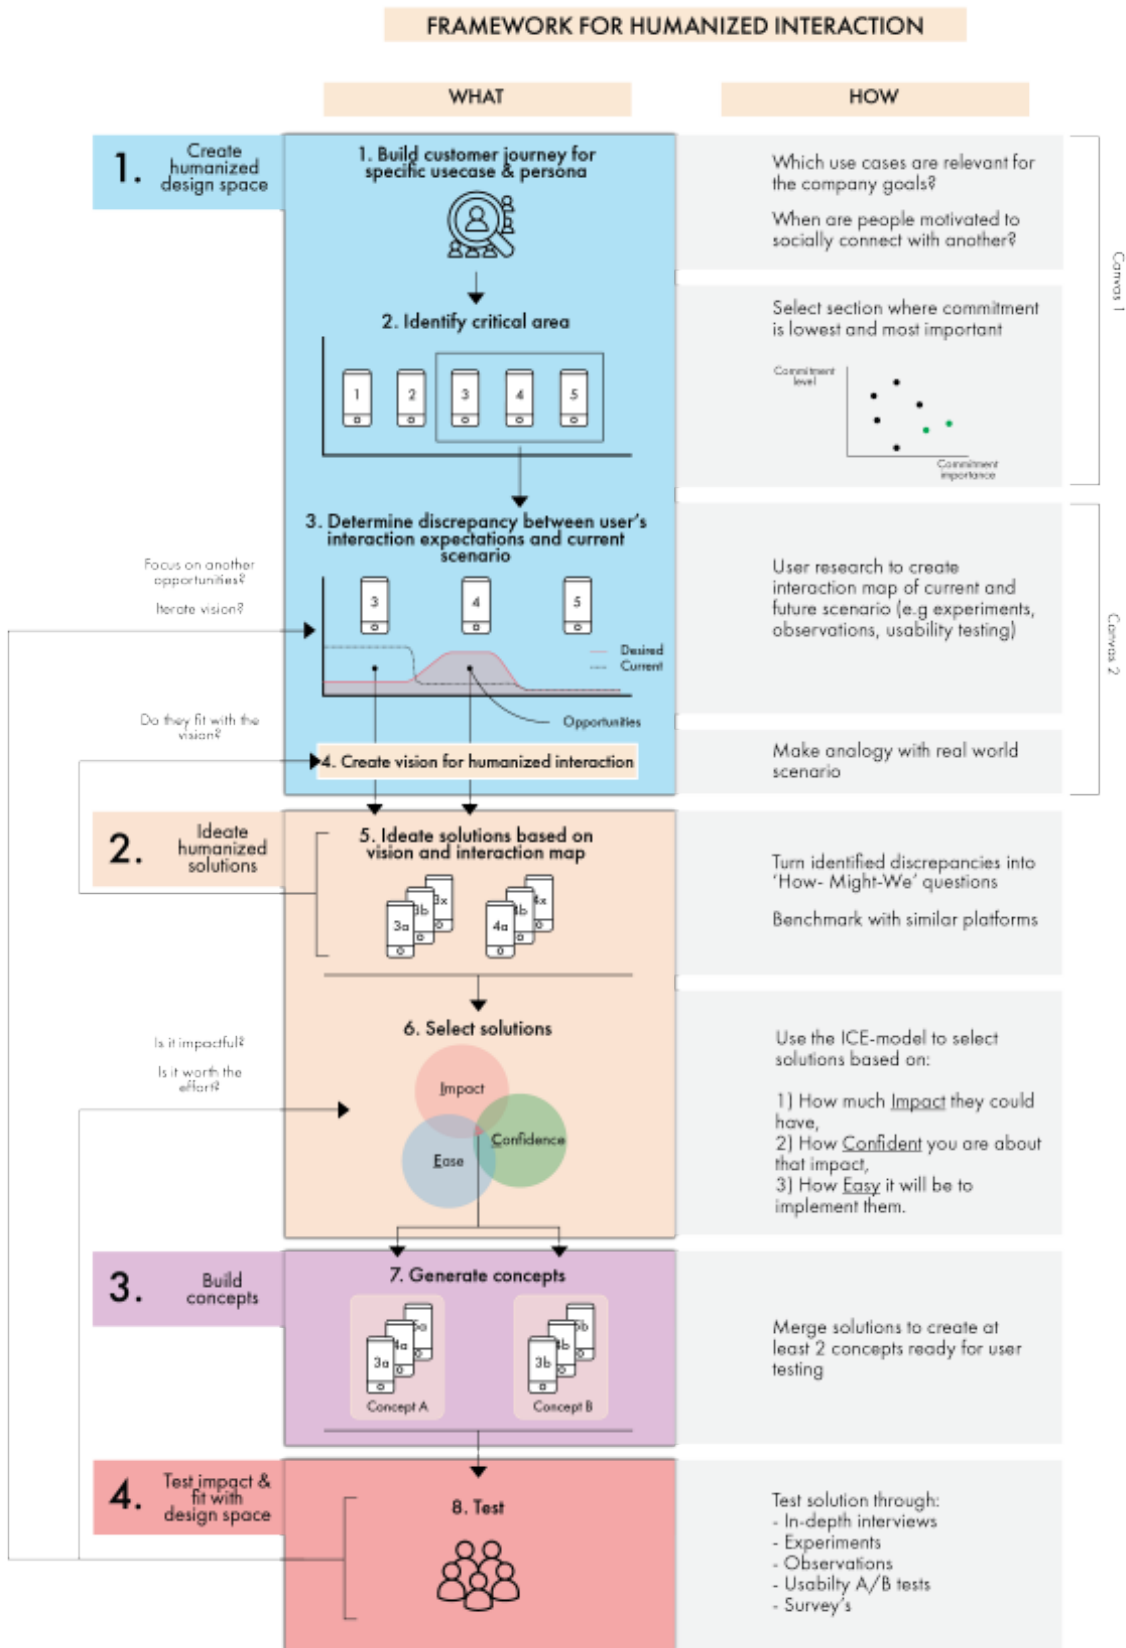 FRAMEWORK FOR HUMANIZED INTERACTION
WHAT
HOW
1.
Create
humanized
design space
1. Build customer journey for
specific usecase & persona
Which use cases are relevant for
the company goals?
When are people motivated to
socially connect with another?
Canvas 1
2. Identify critical area
1
2
3
4
5
Select section where commitment
is lowest and most important
Commitment
level
Commitment
importance
3. Determine discrepancy between user's
interaction expectations and current
scenario
3
4
5
Desired
Current
Opportunities
Focus on another
opportunities?
Iterate vision?
User research to create
interaction map of current and
future scenario (e.g experiments,
observations, usability testing)
Canvas 2
Do they fit with the
vision?
4. Create vision for humanized interaction
Make analogy with real world
scenario
2.
Ideate
humanized
solutions
5. Ideate solutions based on
vision and interaction map
3a
3b
3x
4a
4b
4x
Turn identified discrepancies into
'How- Might-We' questions
Benchmark with similar platforms
Is it impactful?
Is it worth the
effort?
6. Select solutions
Impact
Confidence
Ease
Use the ICE-model to select
solutions based on:
1) How much Impact they could
have,
2) How Confident you are about
that impact,
3) How Easy it will be to
implement them.
3.
Build
concepts
7. Generate concepts
3a
4a
5a
Concept A
3b
4b
5b
Concept B
Merge solutions to create at
least 2 concepts ready for user
testing
4.
Test impact &
fit with
design space
8. Test
Test solution through:
- In-depth interviews
- Experiments
- Observations
- Usabilty A/B tests
- Survey's